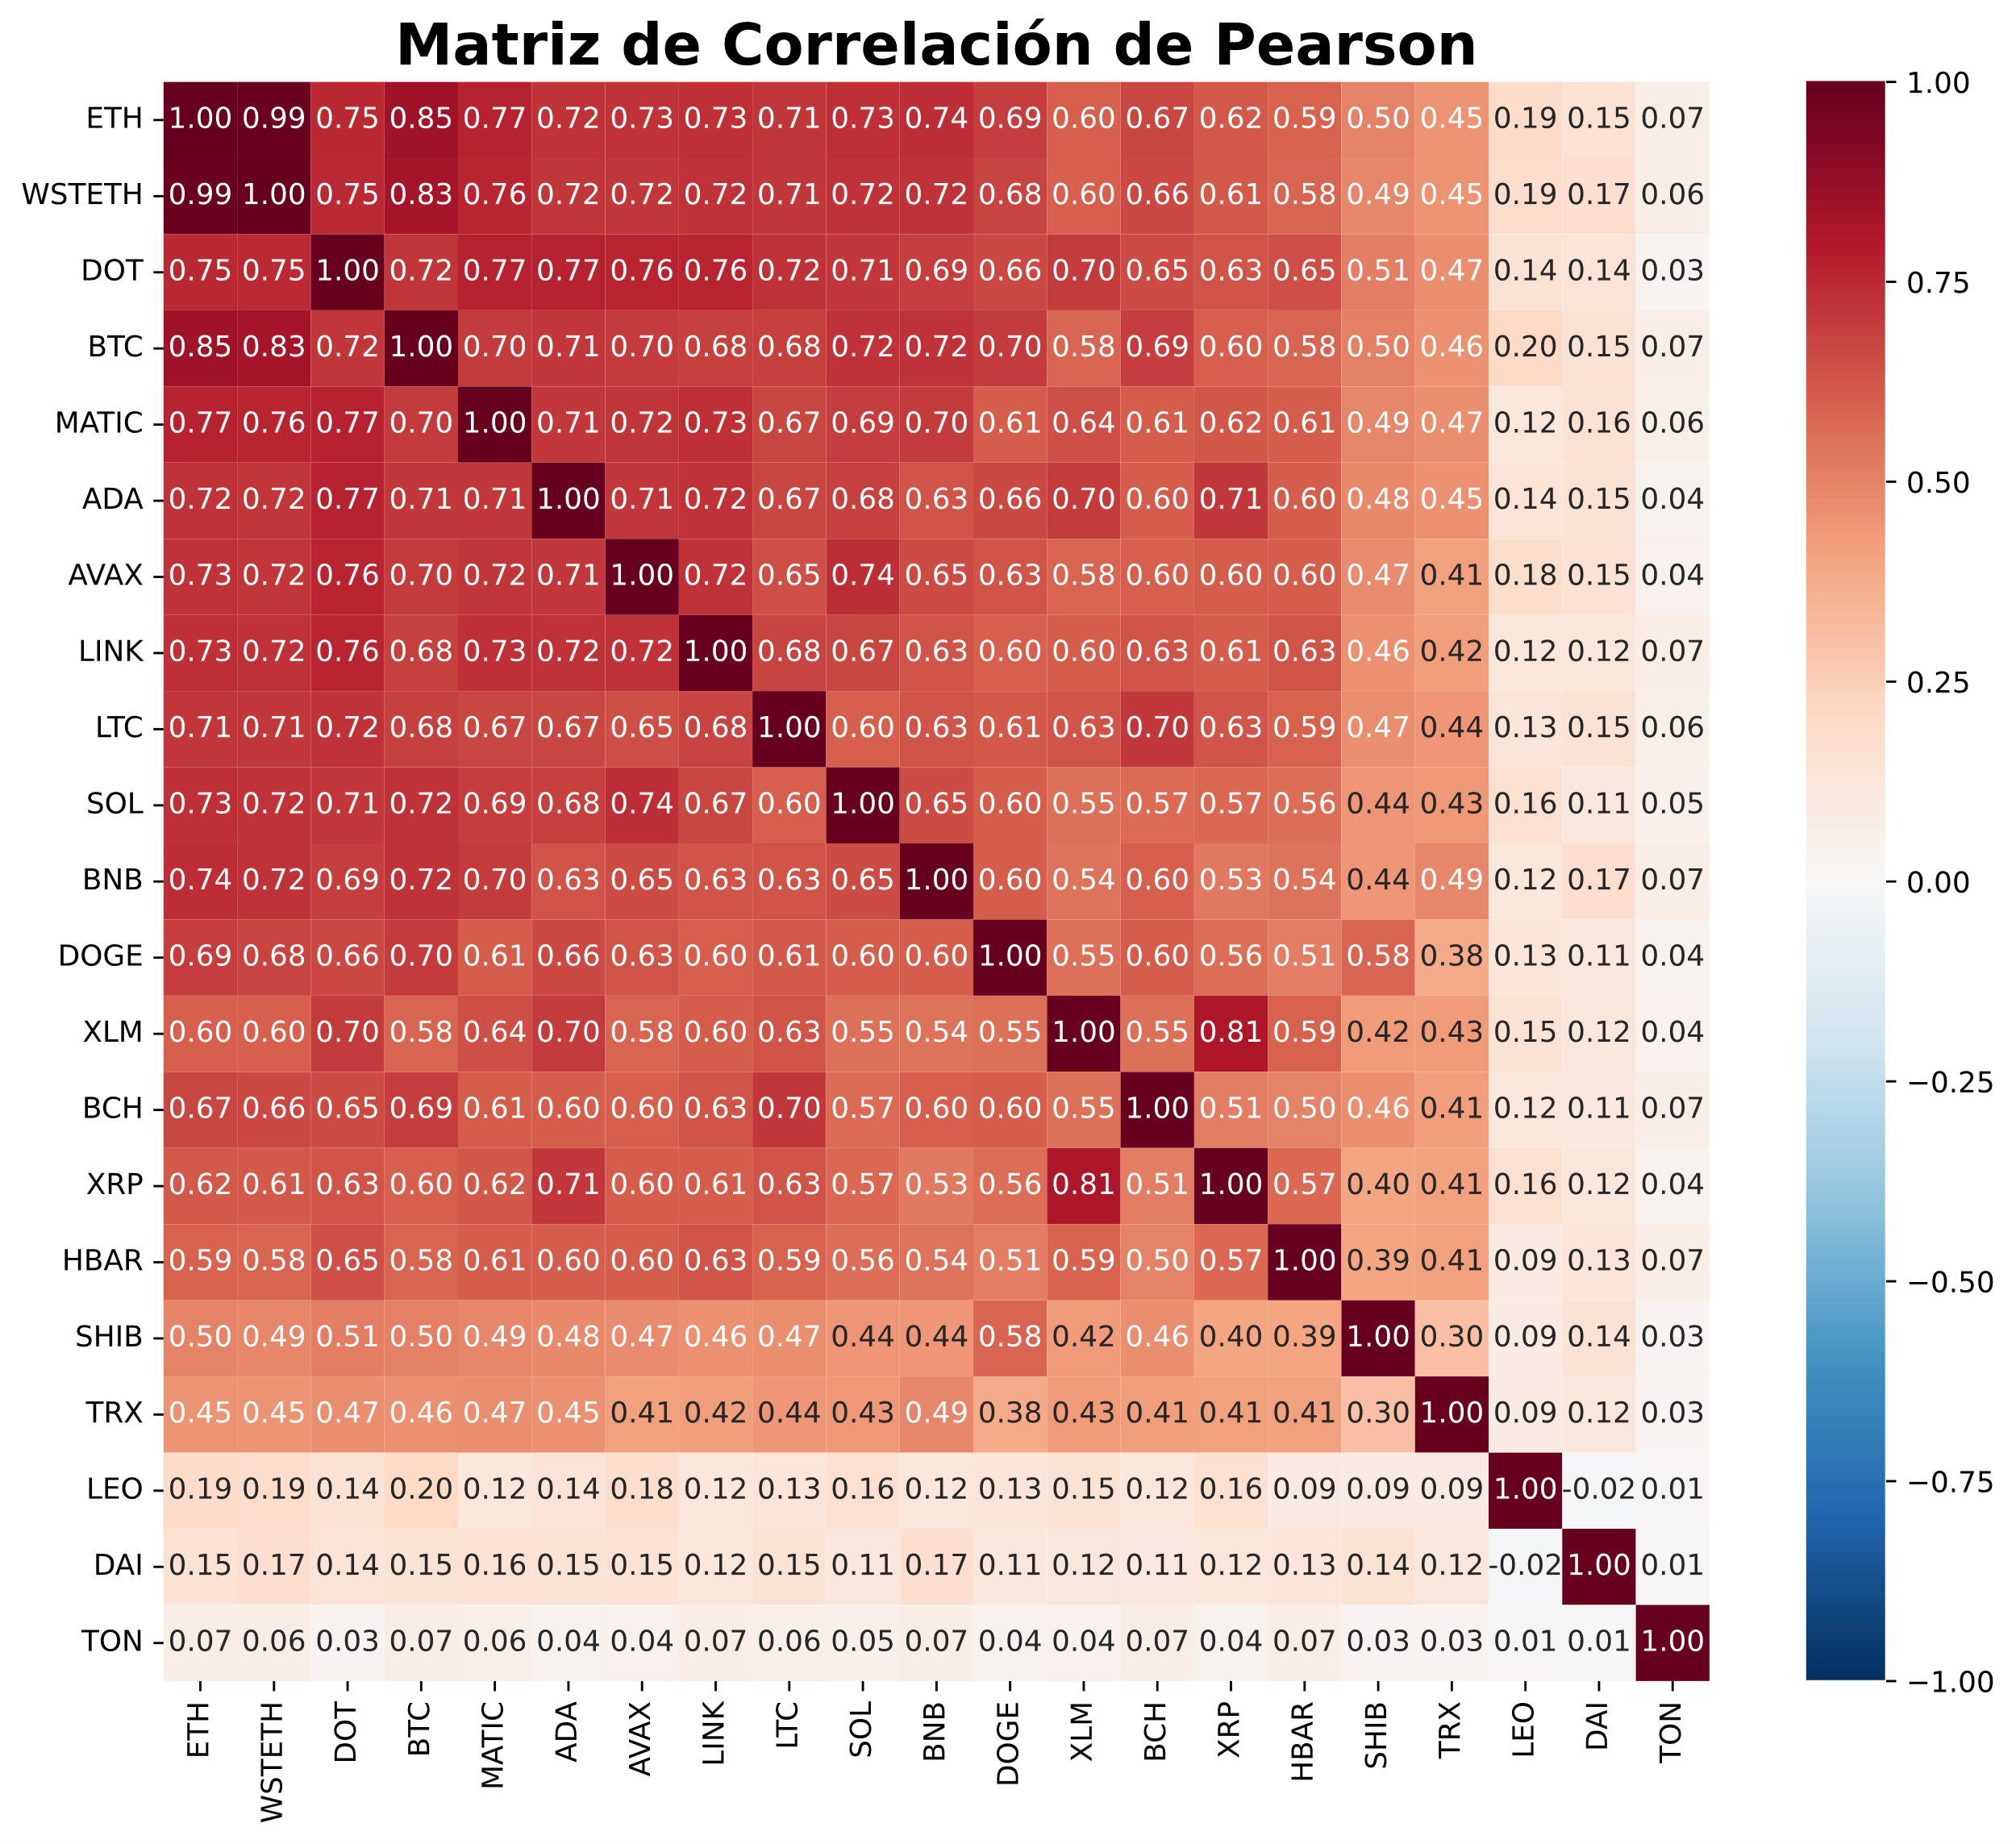 Matriz de Correlación de Pearson
ETH 1.00 0.99 0.75 0.85 0.77 0.72 0.73 0.73 0.71 0.73 0.74 0.69 0.60 0.67 0.62 0.59 0.50 0.45 0.19 0.15 0.07
WSTETH 0.99 1.00 0.75 0.83 0.76 0.72 0.72 0.72 0.71 0.72 0.72 0.68 0.60 0.66 0.61 0.58 0.49 0.45 0.19 0.17 0.06
DOT 0.75 0.75 1.00 0.72 0.77 0.77 0.76 0.76 0.72 0.71 0.69 0.66 0.70 0.65 0.63 0.65 0.51 0.47 0.14 0.14 0.03
BTC 0.85 0.83 0.72 1.00 0.70 0.71 0.70 0.68 0.68 0.72 0.72 0.70 0.58 0.69 0.60 0.58 0.50 0.46 0.20 0.15 0.07
MATIC 0.77 0.76 0.77 0.70 1.00 0.71 0.72 0.73 0.67 0.69 0.70 0.61 0.64 0.61 0.62 0.61 0.49 0.47 0.12 0.16 0.06
ADA 0.72 0.72 0.77 0.71 0.71 1.00 0.71 0.72 0.67 0.68 0.63 0.66 0.70 0.60 0.71 0.60 0.48 0.45 0.14 0.15 0.04
AVAX 0.73 0.72 0.76 0.70 0.72 0.71 1.00 0.72 0.65 0.74 0.65 0.63 0.58 0.60 0.60 0.60 0.47 0.41 0.18 0.15 0.04
LINK 0.73 0.72 0.76 0.68 0.73 0.72 0.72 1.00 0.68 0.67 0.63 0.60 0.60 0.63 0.61 0.63 0.46 0.42 0.12 0.12 0.07
LTC 0.71 0.71 0.72 0.68 0.67 0.67 0.65 0.68 1.00 0.60 0.63 0.61 0.63 0.70 0.63 0.59 0.47 0.44 0.13 0.15 0.06
SOL 0.73 0.72 0.71 0.72 0.69 0.68 0.74 0.67 0.60 1.00 0.65 0.60 0.55 0.57 0.57 0.56 0.44 0.43 0.16 0.11 0.05
BNB 0.74 0.72 0.69 0.72 0.70 0.63 0.65 0.63 0.63 0.65 1.00 0.60 0.54 0.60 0.53 0.54 0.44 0.49 0.12 0.17 0.07
DOGE 0.69 0.68 0.66 0.70 0.61 0.66 0.63 0.60 0.61 0.60 0.60 1.00 0.55 0.60 0.56 0.51 0.58 0.38 0.13 0.11 0.04
XLM 0.60 0.60 0.70 0.58 0.64 0.70 0.58 0.60 0.63 0.55 0.54 0.55 1.00 0.55 0.81 0.59 0.42 0.43 0.15 0.12 0.04
BCH 0.67 0.66 0.65 0.69 0.61 0.60 0.60 0.63 0.70 0.57 0.60 0.60 0.55 1.00 0.51 0.50 0.46 0.41 0.12 0.11 0.07
XRP 0.62 0.61 0.63 0.60 0.62 0.71 0.60 0.61 0.63 0.57 0.53 0.56 0.81 0.51 1.00 0.57 0.40 0.41 0.16 0.12 0.04
HBAR 0.59 0.58 0.65 0.58 0.61 0.60 0.60 0.63 0.59 0.56 0.54 0.51 0.59 0.50 0.57 1.00 0.39 0.41 0.09 0.13 0.07
SHIB 0.50 0.49 0.51 0.50 0.49 0.48 0.47 0.46 0.47 0.44 0.44 0.58 0.42 0.46 0.40 0.39 1.00 0.30 0.09 0.14 0.03
TRX 0.45 0.45 0.47 0.46 0.47 0.45 0.41 0.42 0.44 0.43 0.49 0.38 0.43 0.41 0.41 0.41 0.30 1.00 0.09 0.12 0.03
LEO 0.19 0.19 0.14 0.20 0.12 0.14 0.18 0.12 0.13 0.16 0.12 0.13 0.15 0.12 0.16 0.09 0.09 0.09 1.00 -0.02 0.01
DAI 0.15 0.17 0.14 0.15 0.16 0.15 0.15 0.12 0.15 0.11 0.17 0.11 0.12 0.11 0.12 0.13 0.14 0.12 -0.02 1.00 0.01
TON 0.07 0.06 0.03 0.07 0.06 0.04 0.04 0.07 0.06 0.05 0.07 0.04 0.04 0.07 0.04 0.07 0.03 0.03 0.01 0.01 1.00
ETH WSTETH DOT BTC MATIC ADA AVAX LINK LTC SOL BNB DOGE XLM BCH XRP HBAR SHIB TRX LEO DAI TON
1.00
0.75
0.50
0.25
0.00
−0.25
−0.50
−0.75
−1.00